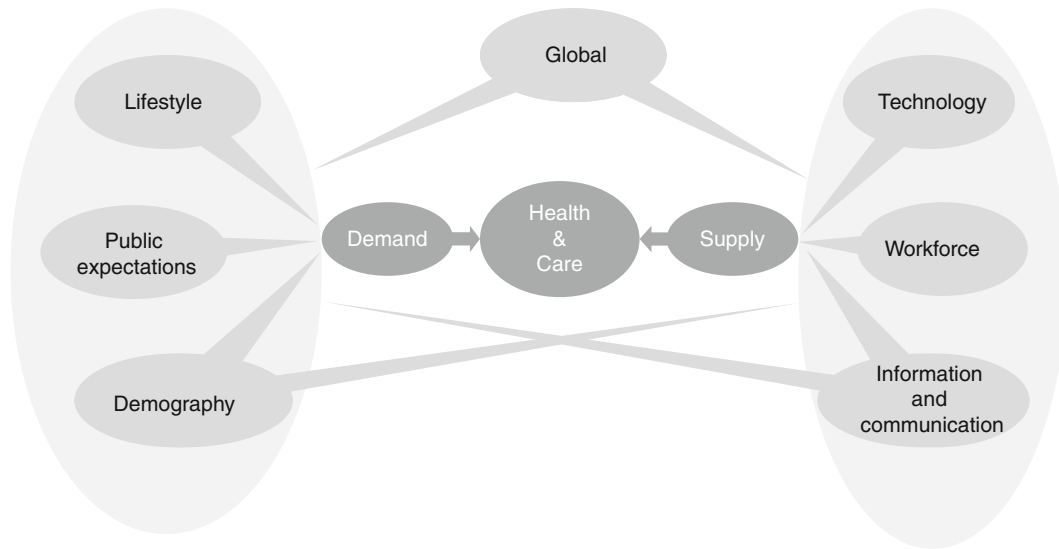 Global
Lifestyle
Technology
Public
expectations
Demand
Health
&
Care
Supply
Workforce
Demography
Information
and
communication